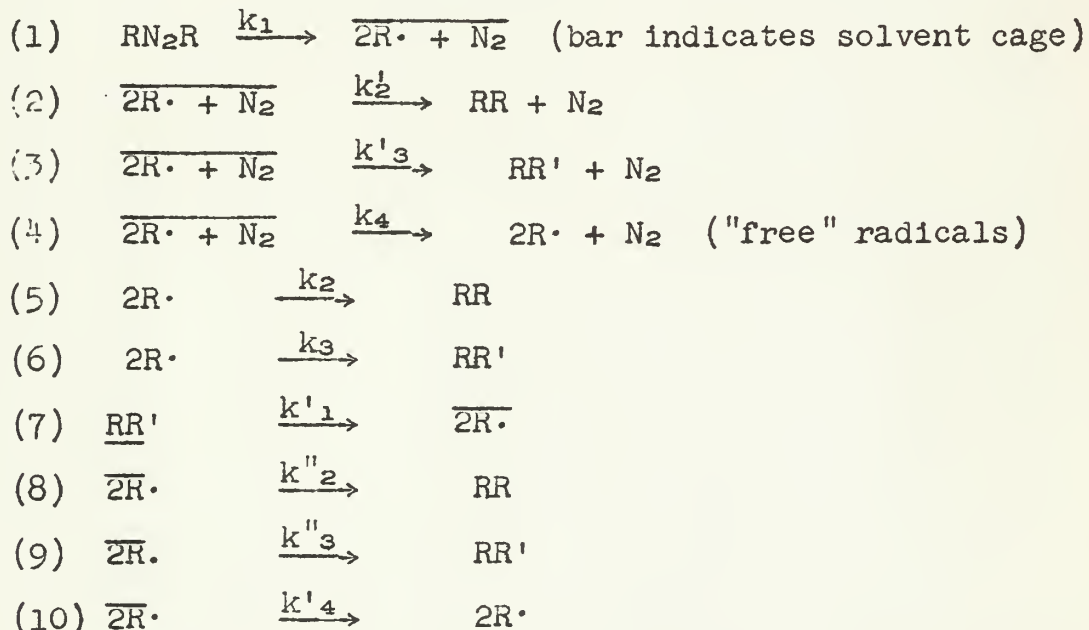 (1) RN₂R k₁→ 2R· + N₂ (bar indicates solvent cage)
(2) 2R· + N₂ k'₂→ RR + N₂
(3) 2R· + N₂ k'₃→ RR' + N₂
(4) 2R· + N₂ k₄→ 2R· + N₂ ("free" radicals)
(5) 2R· k₂→ RR
(6) 2R· k₃→ RR'
(7) RR' k'₁→ 2R·
(8) 2R· k"₂→ RR
(9) 2R. k"₃→ RR'
(10) 2R· k'₄→ 2R·